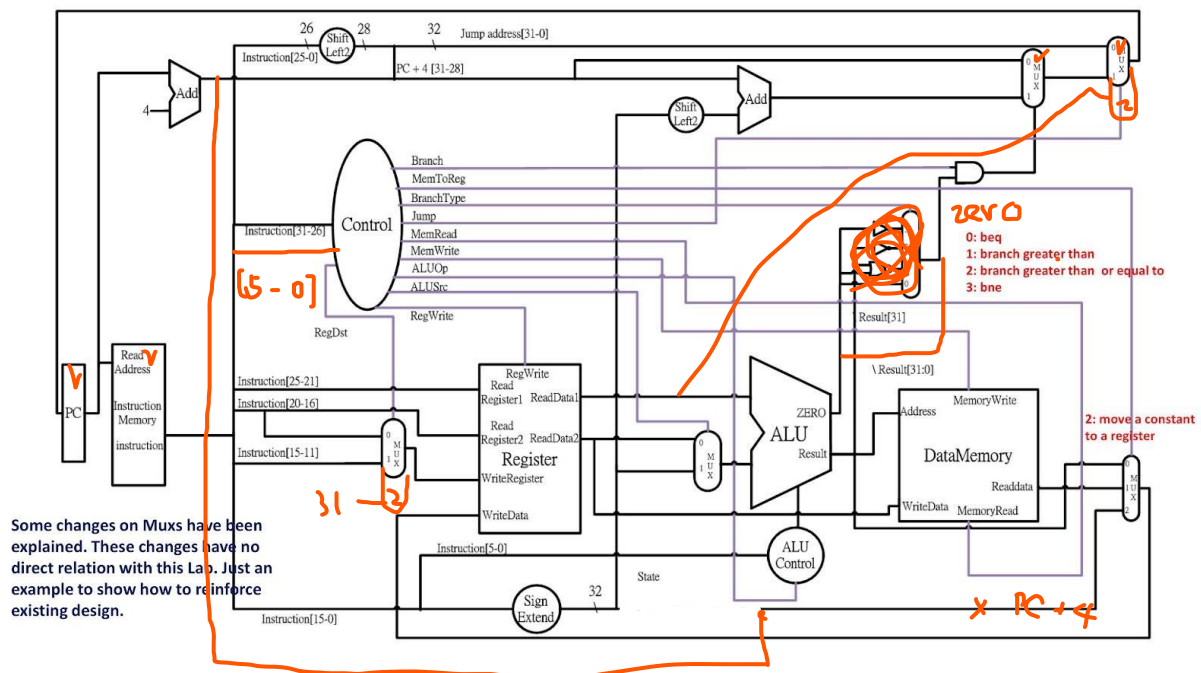 26
28
32
Shift
Left2
Jump address[31-0]
Instruction[25-0]
PC + 4 [31-28]
0
M
U
X
1
0
M
U
X
1
2
Add
4
Add
Shift
Left2
Branch
MemToReg
BranchType
Jump
MemRead
MemWrite
ALUOp
ALUSrc
RegWrite
Control
Instruction[31-26]
[15-0]
RegDst
zero
0: beq
1: branch greater than
2: branch greater than or equal to
3: bne
\ Result[31]
\ Result[31:0]
PC
Read
Address
Instruction
Memory
instruction
Instruction[25-21]
Instruction[20-16]
Instruction[15-11]
0
M
U
X
1
31 - 2
RegWrite
Read
Register1
ReadData1
Read
Register2
ReadData2
Register
WriteRegister
WriteData
0
M
U
X
1
ZERO
ALU
Result
ALU
Control
MemoryWrite
Address
DataMemory
Readdata
WriteData
MemoryRead
2: move a constant
to a register
0
M
1
U
X
2
Some changes on Muxs have been
explained. These changes have no
direct relation with this Lab. Just an
example to show how to reinforce
existing design.
Instruction[5-0]
State
Sign
Extend
32
Instruction[15-0]
x PC + 4